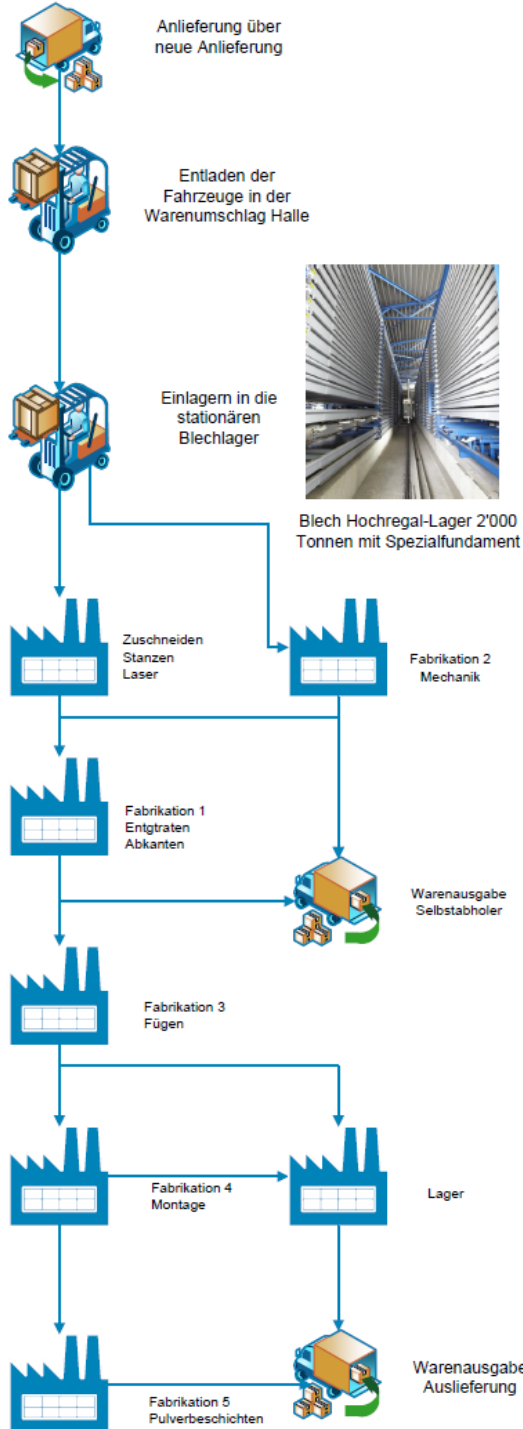 Anlieferung über
neue Anlieferung
Entladen der
Fahrzeuge in der
Warenumschlag Halle
Einlagern in die
stationären
Blechlager
Blech Hochregal-Lager 2'000
Tonnen mit Spezialfundament
Zuschneiden
Stanzen
Laser
Fabrikation 2
Mechanik
Fabrikation 1
Entgtraten
Abkanten
Warenausgabe
Selbstabholer
Fabrikation 3
Fügen
Fabrikation 4
Montage
Lager
Warenausgabe
Auslieferung
Fabrikation 5
Pulverbeschichten